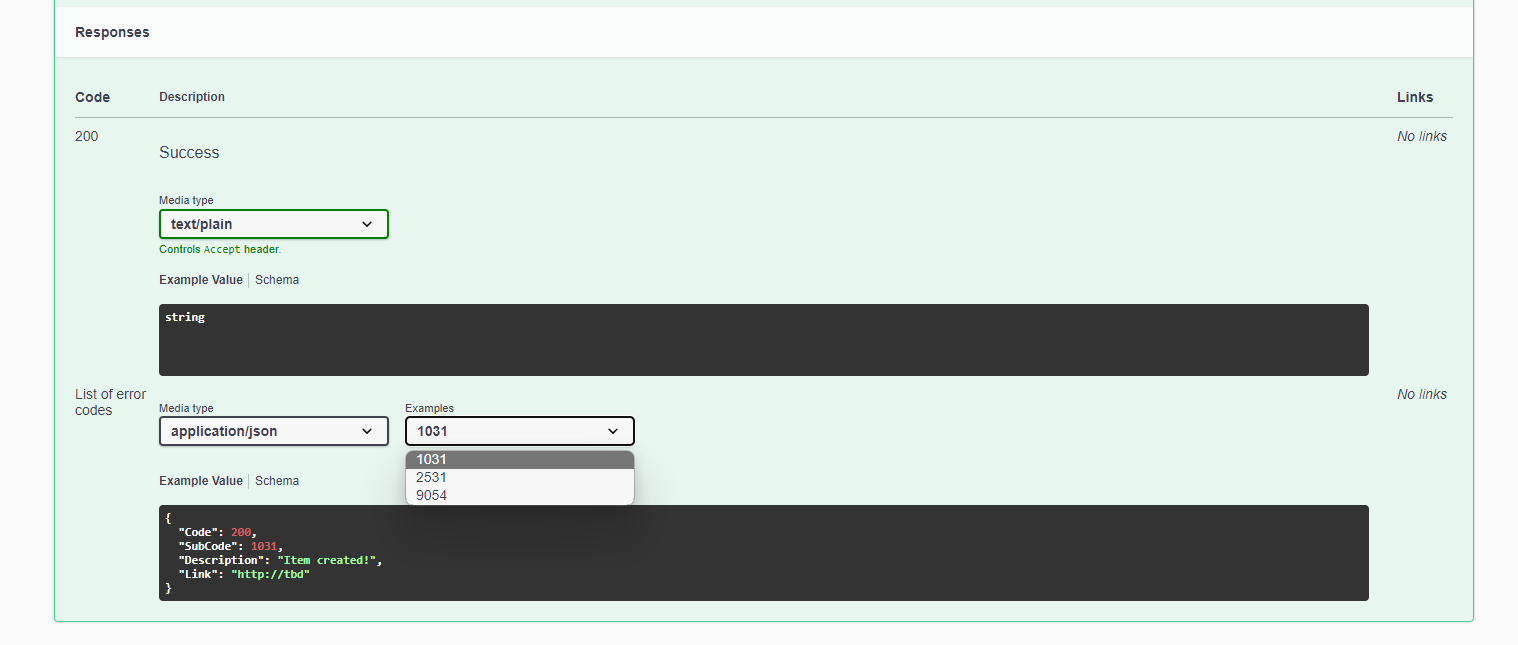 Responses
Code Description Links
200 No links
Success
Media type
text/plain
Controls Accept header.
Example Value Schema
string
List of error codes No links
Media type Examples
application/json 1031
1031
2531
9054
Example Value Schema
{
"Code": 200,
"SubCode": 1031,
"Description": "Item created!",
"Link": "http://tbd"
}